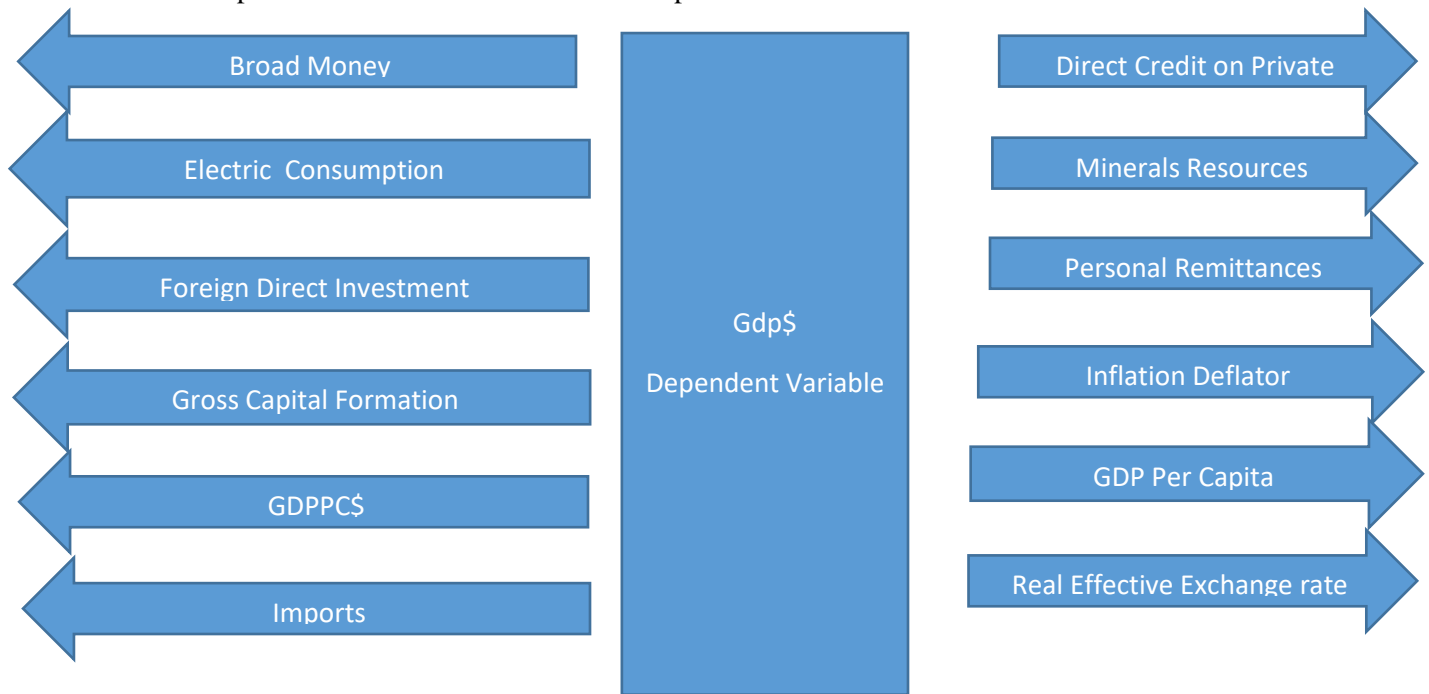 Broad Money
Electric Consumption
Foreign Direct Investment
Gross Capital Formation
GDPPC$
Imports
Gdp$
Dependent Variable
Direct Credit on Private
Minerals Resources
Personal Remittances
Inflation Deflator
GDP Per Capita
Real Effective Exchange rate